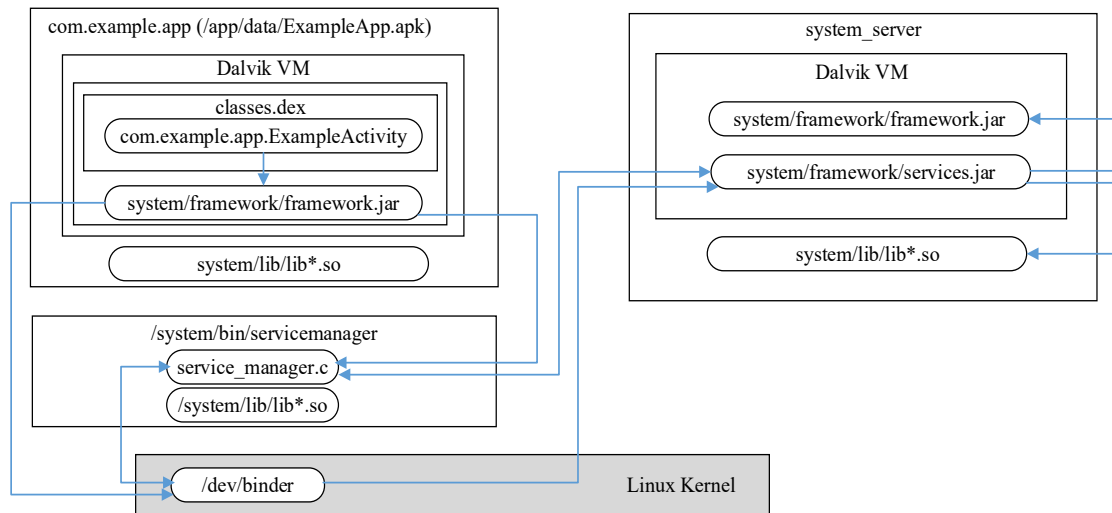 com.example.app (/app/data/ExampleApp.apk)
Dalvik VM
classes.dex
com.example.app.ExampleActivity
system/framework/framework.jar
system/lib/lib*.so
/system/bin/servicemanager
service_manager.c
/system/lib/lib*.so
system_server
Dalvik VM
system/framework/framework.jar
system/framework/services.jar
system/lib/lib*.so
/dev/binder
Linux Kernel